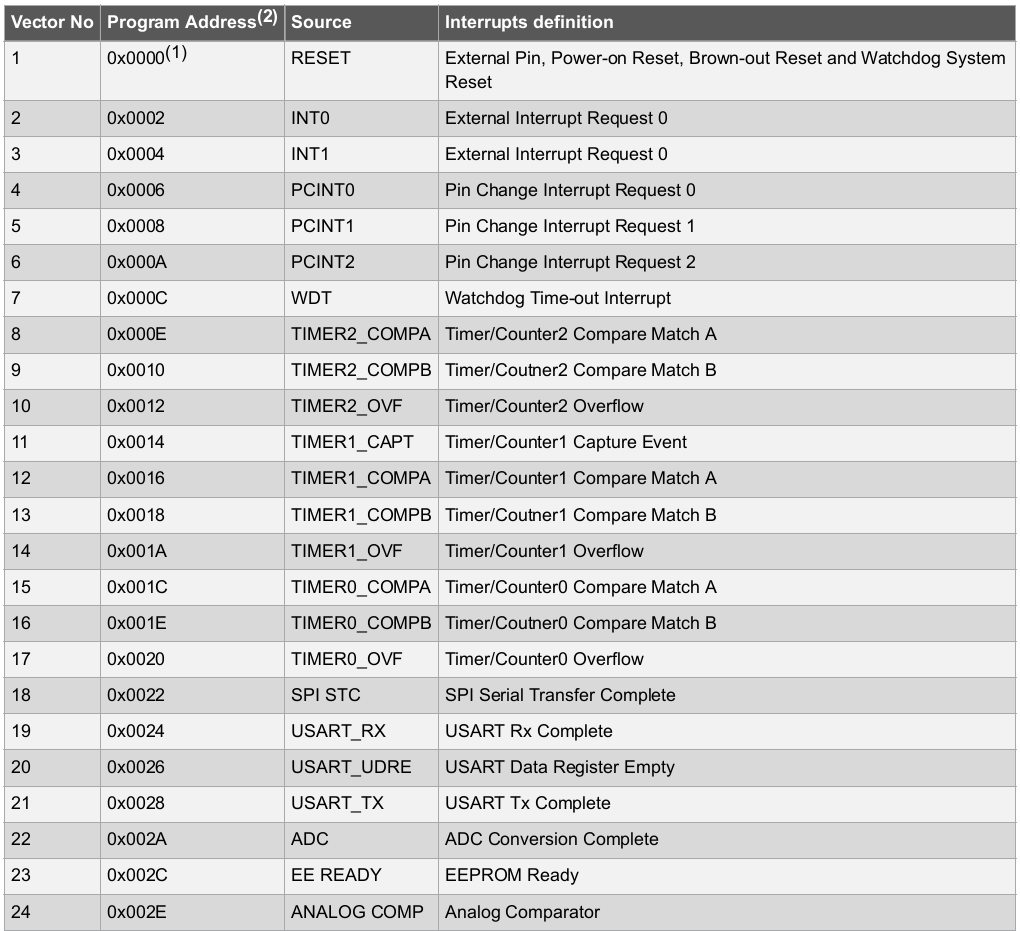 Vector No Program Address(2) Source Interrupts definition
1 0x0000(1) RESET External Pin, Power-on Reset, Brown-out Reset and Watchdog System
Reset
2 0x0002 INT0 External Interrupt Request 0
3 0x0004 INT1 External Interrupt Request 0
4 0x0006 PCINT0 Pin Change Interrupt Request 0
5 0x0008 PCINT1 Pin Change Interrupt Request 1
6 0x000A PCINT2 Pin Change Interrupt Request 2
7 0x000C WDT Watchdog Time-out Interrupt
8 0x000E TIMER2_COMPA Timer/Counter2 Compare Match A
9 0x0010 TIMER2_COMPB Timer/Coutner2 Compare Match B
10 0x0012 TIMER2_OVF Timer/Counter2 Overflow
11 0x0014 TIMER1_CAPT Timer/Counter1 Capture Event
12 0x0016 TIMER1_COMPA Timer/Counter1 Compare Match A
13 0x0018 TIMER1_COMPB Timer/Coutner1 Compare Match B
14 0x001A TIMER1_OVF Timer/Counter1 Overflow
15 0x001C TIMER0_COMPA Timer/Counter0 Compare Match A
16 0x001E TIMER0_COMPB Timer/Coutner0 Compare Match B
17 0x0020 TIMER0_OVF Timer/Counter0 Overflow
18 0x0022 SPI STC SPI Serial Transfer Complete
19 0x0024 USART_RX USART Rx Complete
20 0x0026 USART_UDRE USART Data Register Empty
21 0x0028 USART_TX USART Tx Complete
22 0x002A ADC ADC Conversion Complete
23 0x002C EE READY EEPROM Ready
24 0x002E ANALOG COMP Analog Comparator